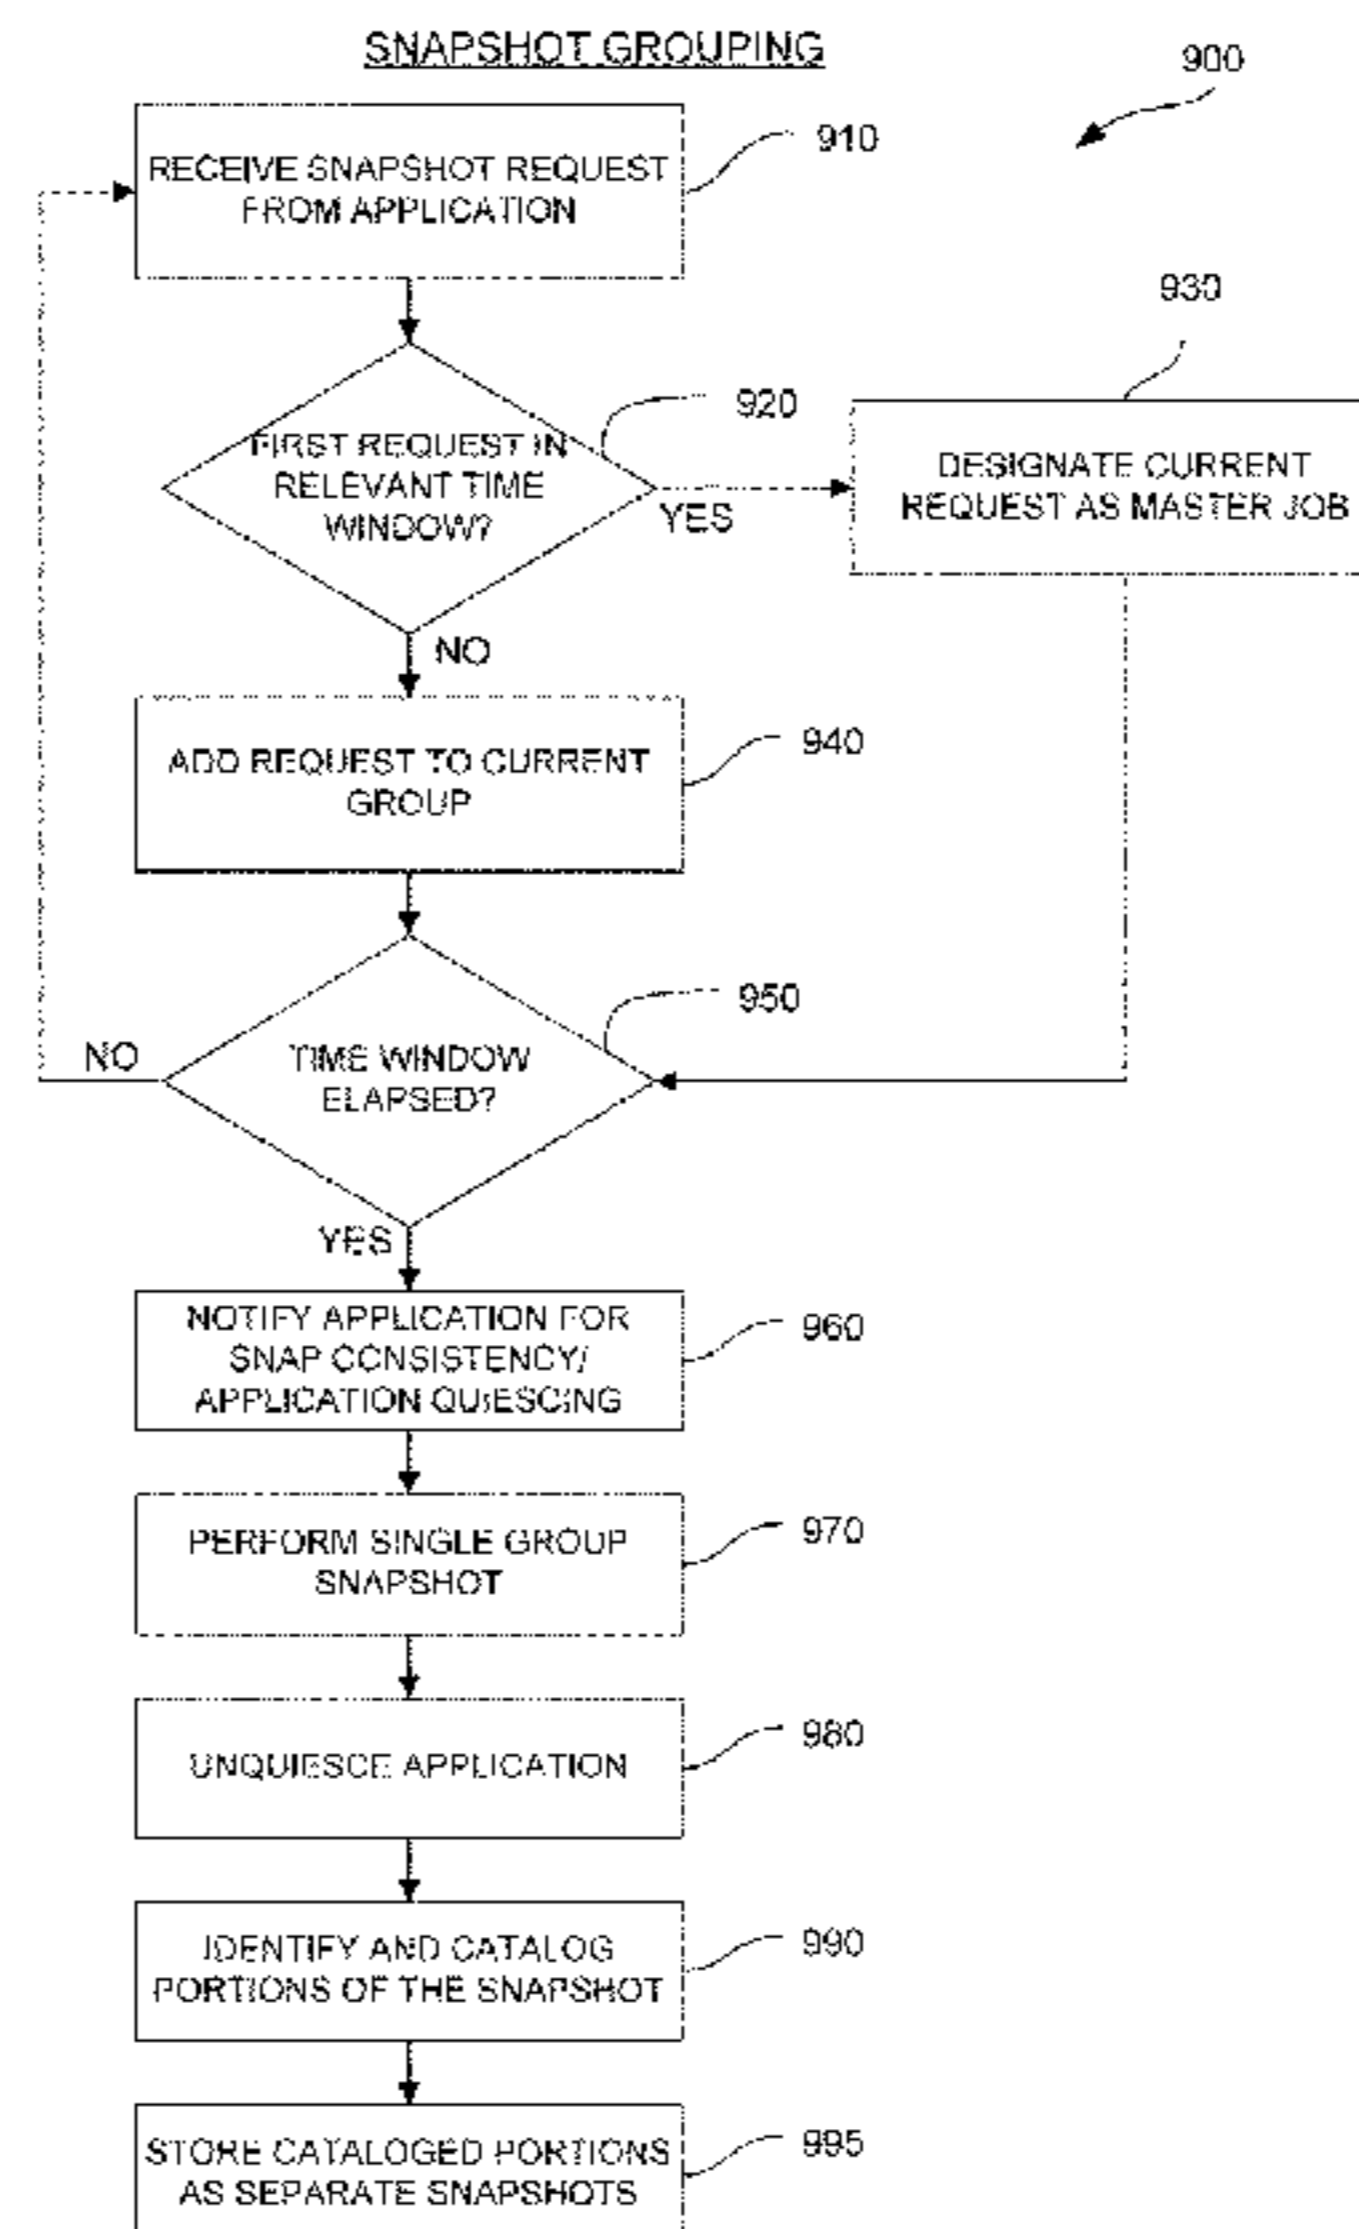 SNAPSHOT GROUPING
900
RECEIVE SNAPSHOT REQUEST
FROM APPLICATION
910
FIRST REQUEST IN
RELEVANT TIME
WINDOW?
920
YES
930
DESIGNATE CURRENT
REQUEST AS MASTER JOB
NO
ADD REQUEST TO CURRENT
GROUP
940
TIME WINDOW
ELAPSED?
950
NO
YES
NOTIFY APPLICATION FOR
SNAP CONSISTENCY/
APPLICATION QUIESCING
960
PERFORM SINGLE GROUP
SNAPSHOT
970
UNQUIESCE APPLICATION
980
IDENTIFY AND CATALOG
PORTIONS OF THE SNAPSHOT
990
STORE CATALOGED PORTIONS
AS SEPARATE SNAPSHOTS
995